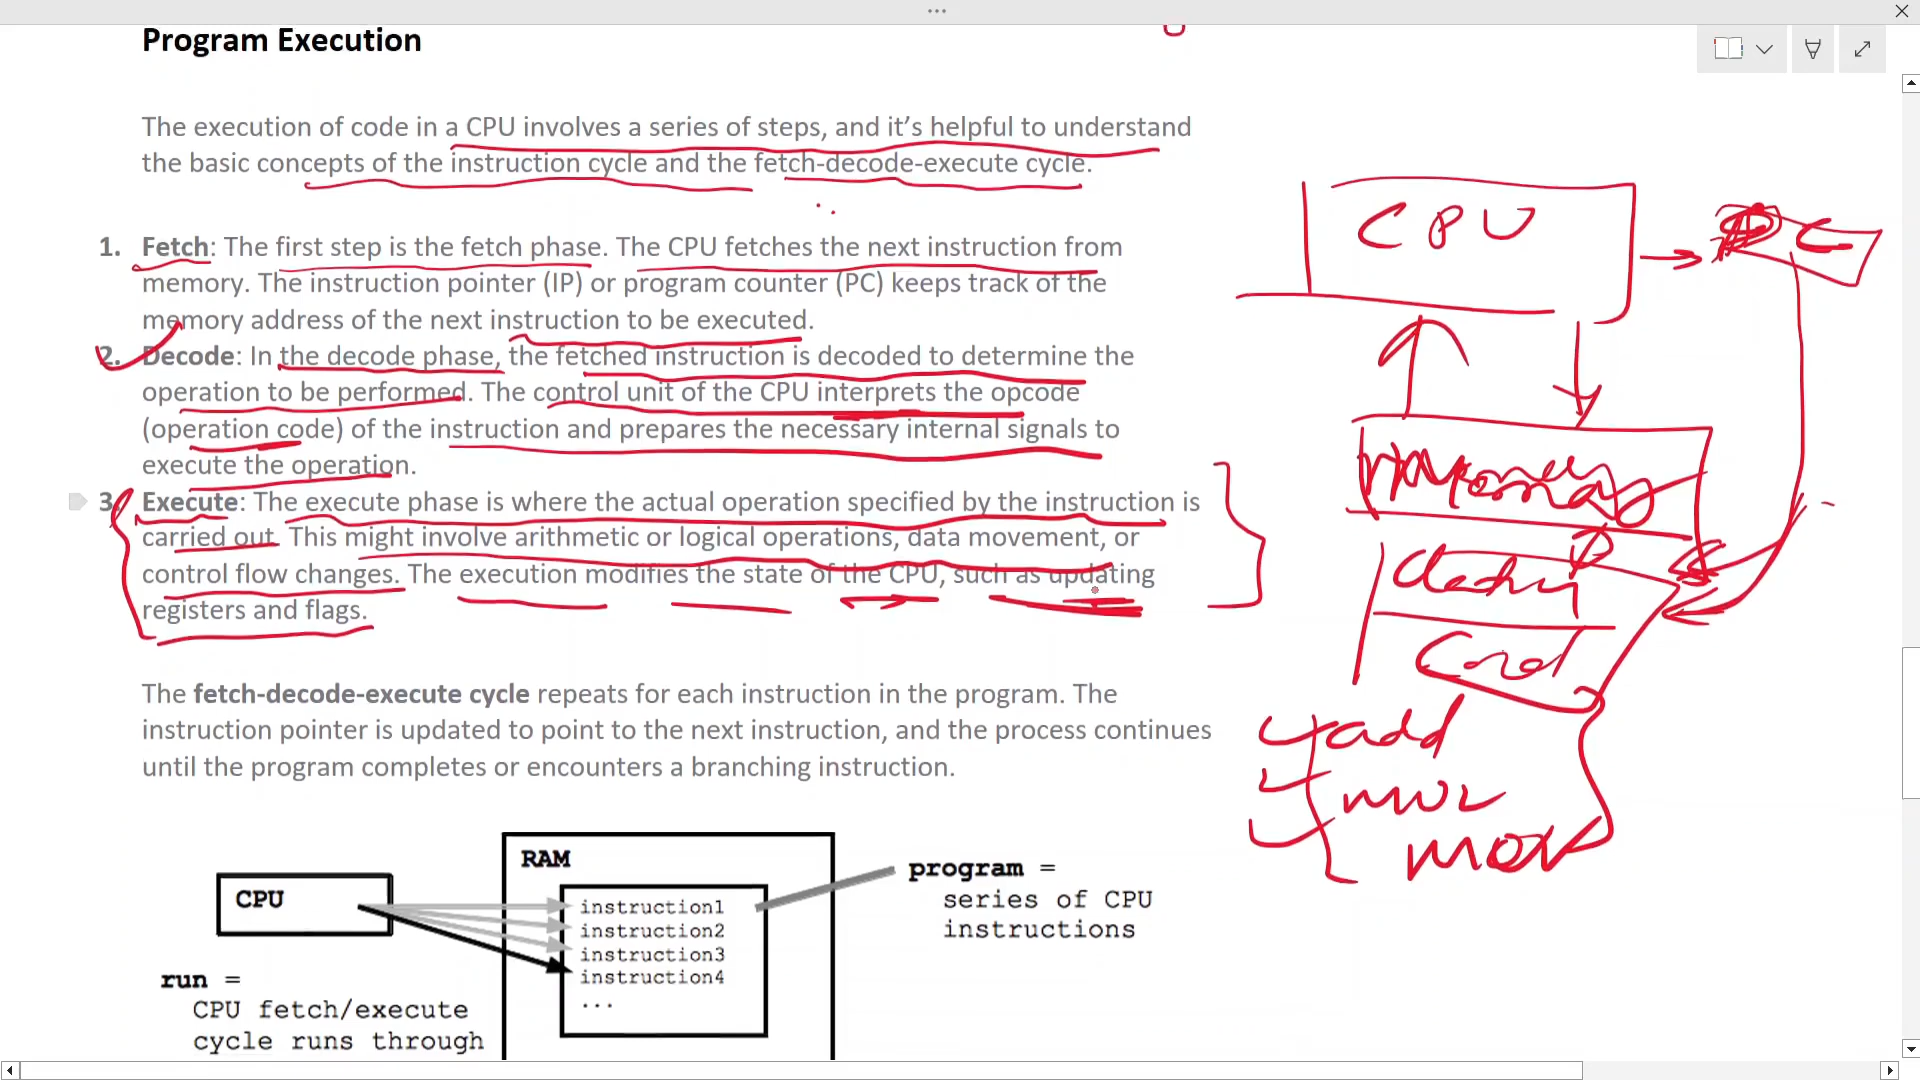 Program Execution
The execution of code in a CPU involves a series of steps, and it's helpful to understand
the basic concepts of the instruction cycle and the fetch-decode-execute cycle.
1. Fetch: The first step is the fetch phase. The CPU fetches the next instruction from
memory. The instruction pointer (IP) or program counter (PC) keeps track of the
memory address of the next instruction to be executed.
2. Decode: In the decode phase, the fetched instruction is decoded to determine the
operation to be performed. The control unit of the CPU interprets the opcode
(operation code) of the instruction and prepares the necessary internal signals to
execute the operation.
3. Execute: The execute phase is where the actual operation specified by the instruction is
carried out. This might involve arithmetic or logical operations, data movement, or
control flow changes. The execution modifies the state of the CPU, such as updating
registers and flags.
The fetch-decode-execute cycle repeats for each instruction in the program. The
instruction pointer is updated to point to the next instruction, and the process continues
until the program completes or encounters a branching instruction.
CPU
RAM
instruction1
instruction2
instruction3
instruction4
...
program =
series of CPU
instructions
run =
CPU fetch/execute
cycle runs through
CPU
add